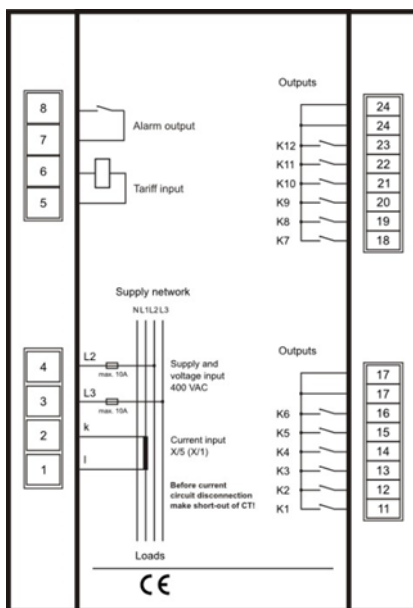 8
7
6
5
Alarm output
Tariff input
Outputs
K12
K11
K10
K9
K8
K7
24
24
23
22
21
20
19
18
Supply network
N L1 L2 L3
4
3
2
1
L2
max. 10A
L3
max. 10A
k
l
Supply and
voltage input
400 VAC
Current input
X/5 (X/1)
Before current
circuit disconnection
make short-out of CT!
Loads
Outputs
K6
K5
K4
K3
K2
K1
17
17
16
15
14
13
12
11
CE